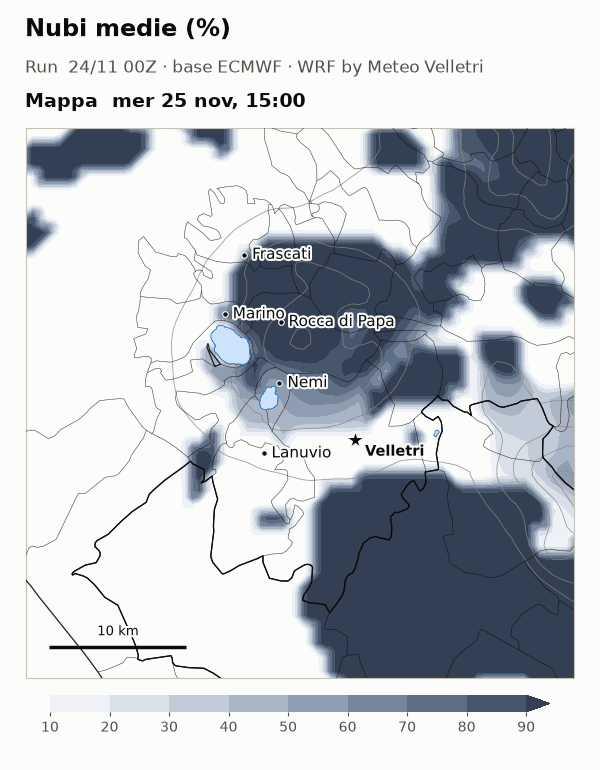 Nubi medie (%)
Run  24/11 00Z · base ECMWF · WRF by Meteo Velletri
Mappa  mer 25 nov, 15:00
Frascati
Marino
Rocca di Papa
Nemi
Velletri
Lanuvio
10 km
10 20 30 40 50 60 70 80 90